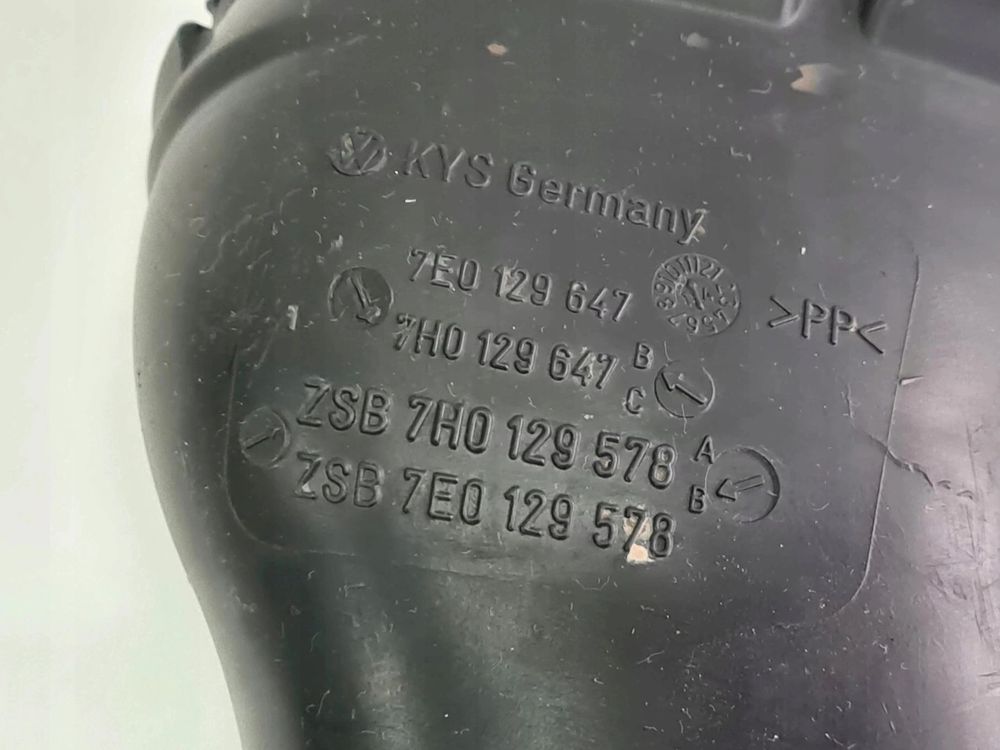 KYS Germany
7E0 129 647
>PP<
7H0 129 647 B
C
ZSB 7H0 129 578 A
B
ZSB 7E0 129 578